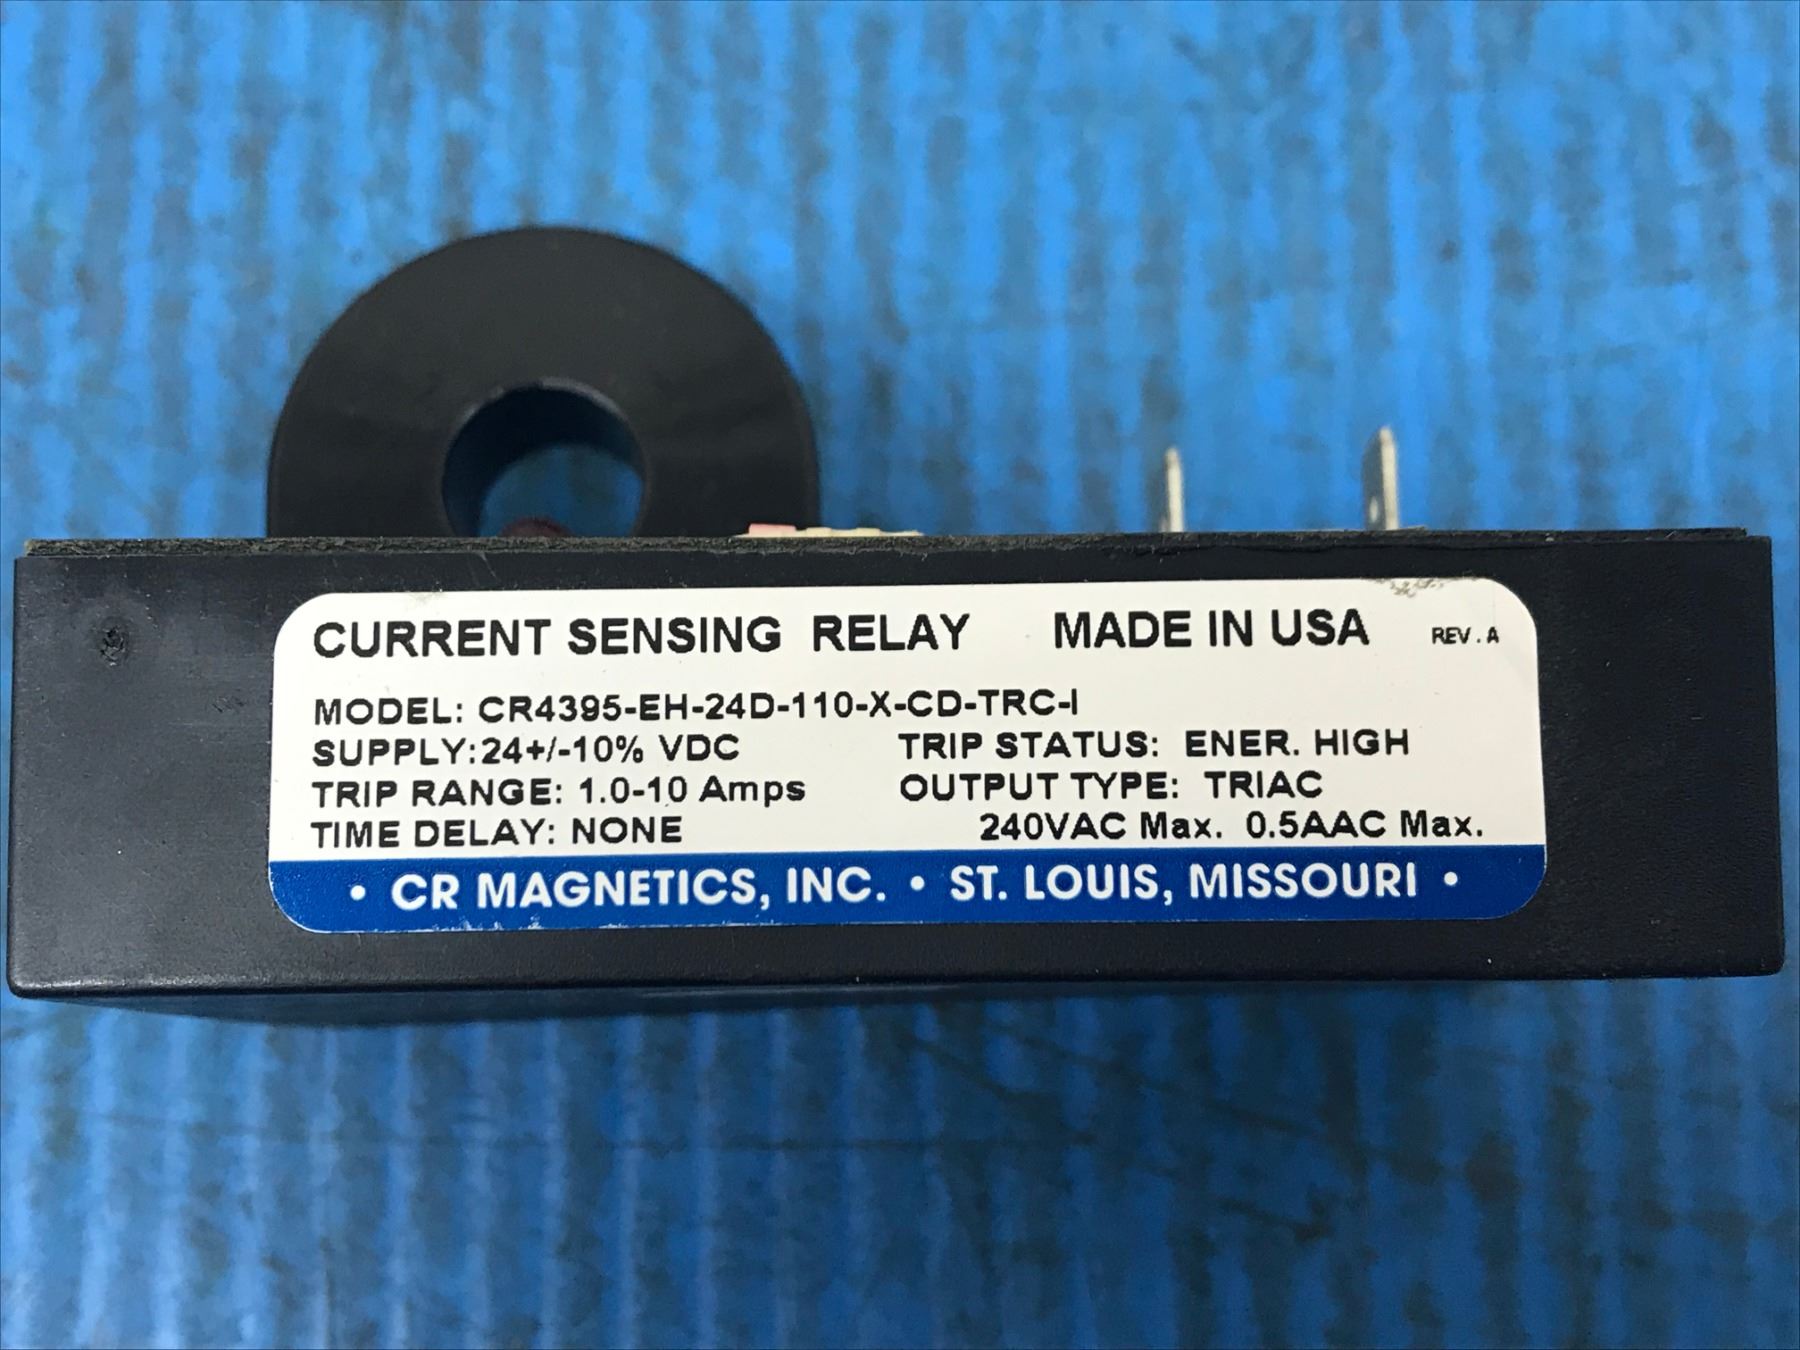 CURRENT SENSING RELAY MADE IN USA REV.A
MODEL: CR4395-EH-24D-110-X-CD-TRC-I
SUPPLY:24+/-10% VDC TRIP STATUS: ENER. HIGH
TRIP RANGE: 1.0-10 Amps OUTPUT TYPE: TRIAC
TIME DELAY: NONE 240VAC Max. 0.5AAC Max.
• CR MAGNETICS, INC. • ST. LOUIS, MISSOURI •